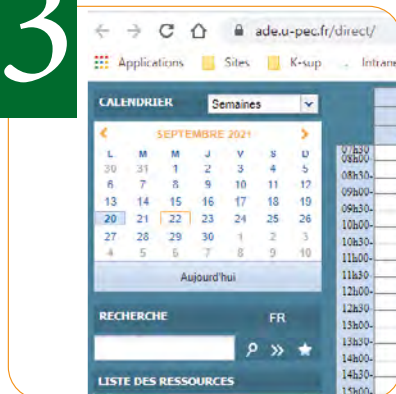 3
ade.u-pec.fr/direct/
Applications Sites K-sup Intrane
CALENDRIER Semaines
SEPTEMBRE 2021
L M M J V S D
30 31 1 2 3 4 5
6 7 8 9 10 11 12
13 14 15 16 17 18 19
20 21 22 23 24 25 26
27 28 29 30 1 2 3
4 5 6 7 8 9 10
Aujourd'hui
RECHERCHE FR
LISTE DES RESSOURCES
07h30
08h00
08h30
09h00
09h30
10h00
10h30
11h00
11h30
12h00
12h30
13h00
13h30
14h00
14h30
15h00